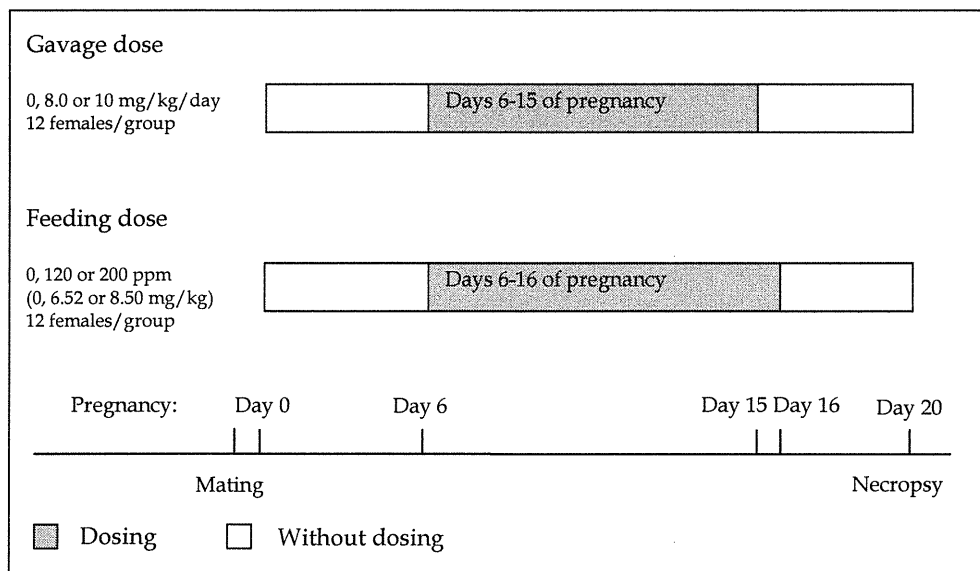 Gavage dose
0, 8.0 or 10 mg/kg/day
12 females/group
Days 6-15 of pregnancy
Feeding dose
0, 120 or 200 ppm
(0, 6.52 or 8.50 mg/kg)
12 females/group
Days 6-16 of pregnancy
Pregnancy: Day 0 Day 6 Day 15 Day 16 Day 20
Mating Necropsy
Dosing Without dosing